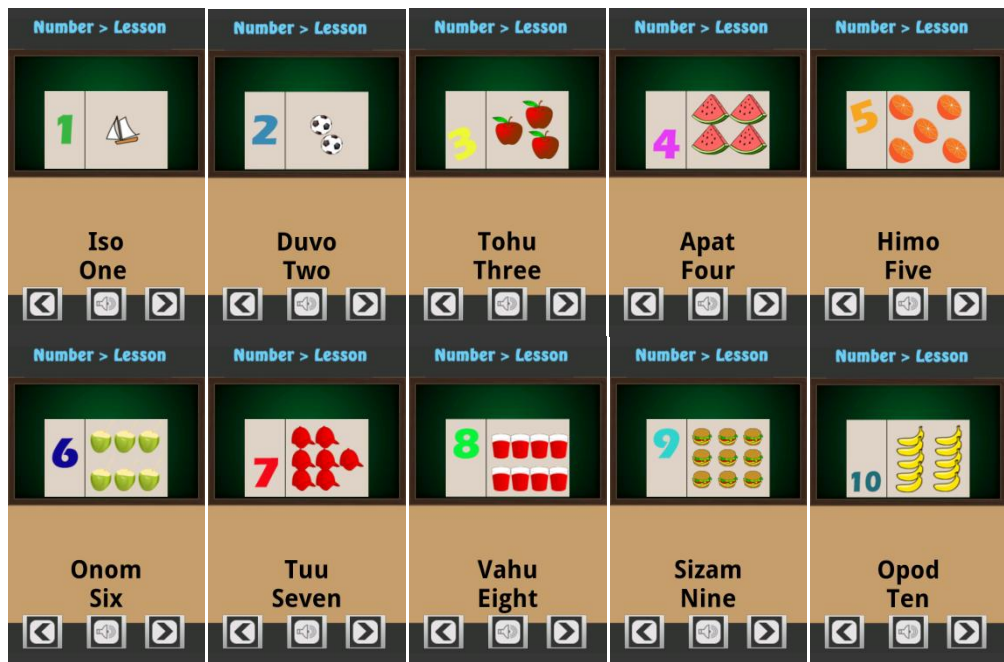 Number > Lesson
1
Iso
One
Number > Lesson
2
Duvo
Two
Number > Lesson
3
Tohu
Three
Number > Lesson
4
Apat
Four
Number > Lesson
5
Himo
Five
Number > Lesson
6
Onom
Six
Number > Lesson
7
Tuu
Seven
Number > Lesson
8
Vahu
Eight
Number > Lesson
9
Sizam
Nine
Number > Lesson
10
Opod
Ten